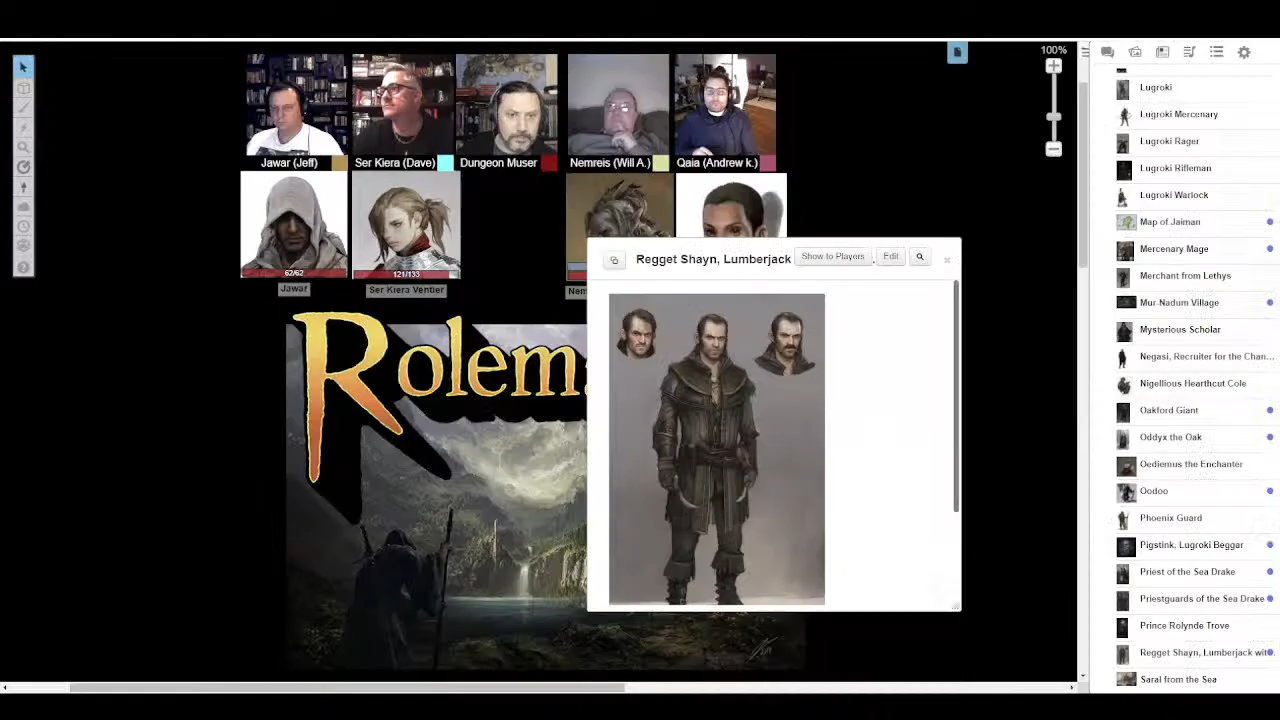 100%
Jawar (Jeff)
Ser Kiera (Dave)
Dungeon Muser
Nemreis (Will A.)
Qaia (Andrew k.)
62/62
121/133
Jawar
Ser Kiera Ventier
Nem
Rolem
Regget Shayn, Lumberjack
Show to Players
Edit
Lugroki
Lugroki Mercenary
Lugroki Rager
Lugroki Rifleman
Lugroki Warlock
Map of Jaiman
Mercenary Mage
Merchant from Lethys
Mur-Nadum Village
Mysterious Scholar
Negasi, Recruiter for the Chan...
Nigellious Hearthcut Cole
Oakford Giant
Oddyx the Oak
Oediemus the Enchanter
Oodoo
Phoenix Guard
Pigstink, Lugroki Beggar
Priest of the Sea Drake
Priestguards of the Sea Drake
Prince Rolynde Trove
Regget Shayn, Lumberjack wit
Saral from the Sea